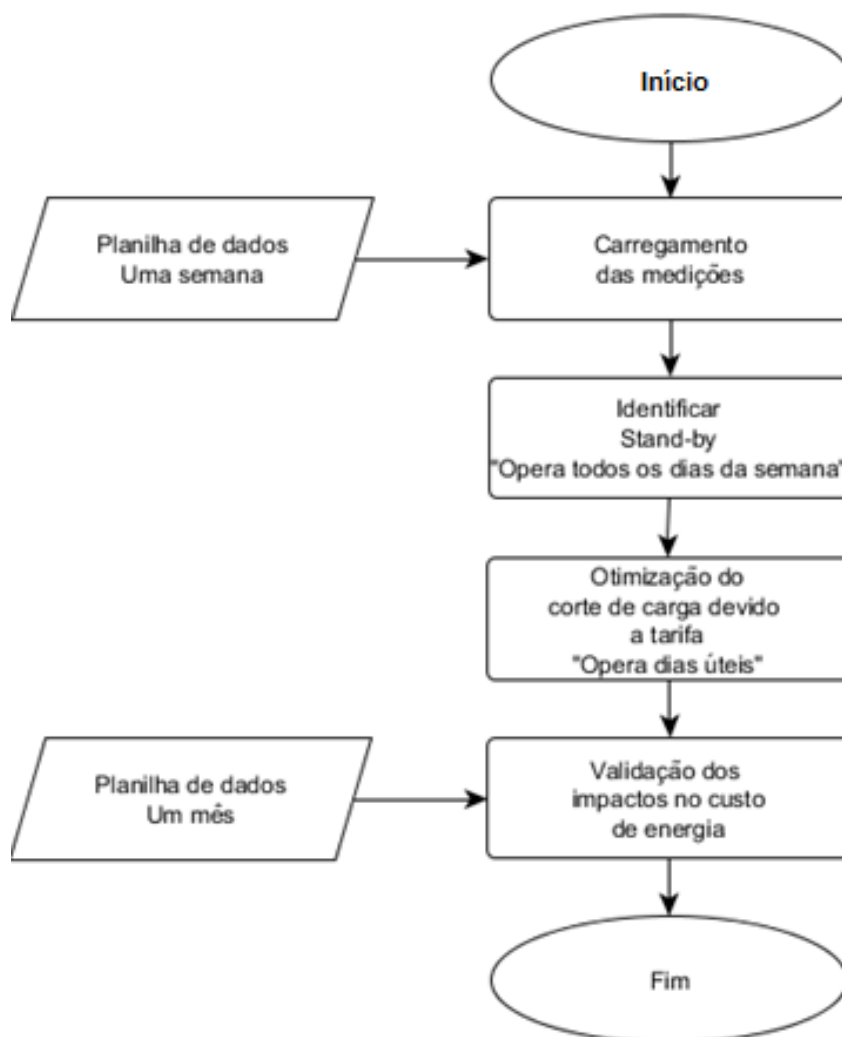 Início
Planilha de dados
Uma semana
Carregamento
das medições
Identificar
Stand-by
"Opera todos os dias da semana"
Otimização do
corte de carga devido
a tarifa
"Opera dias úteis"
Planilha de dados
Um mês
Validação dos
impactos no custo
de energia
Fim